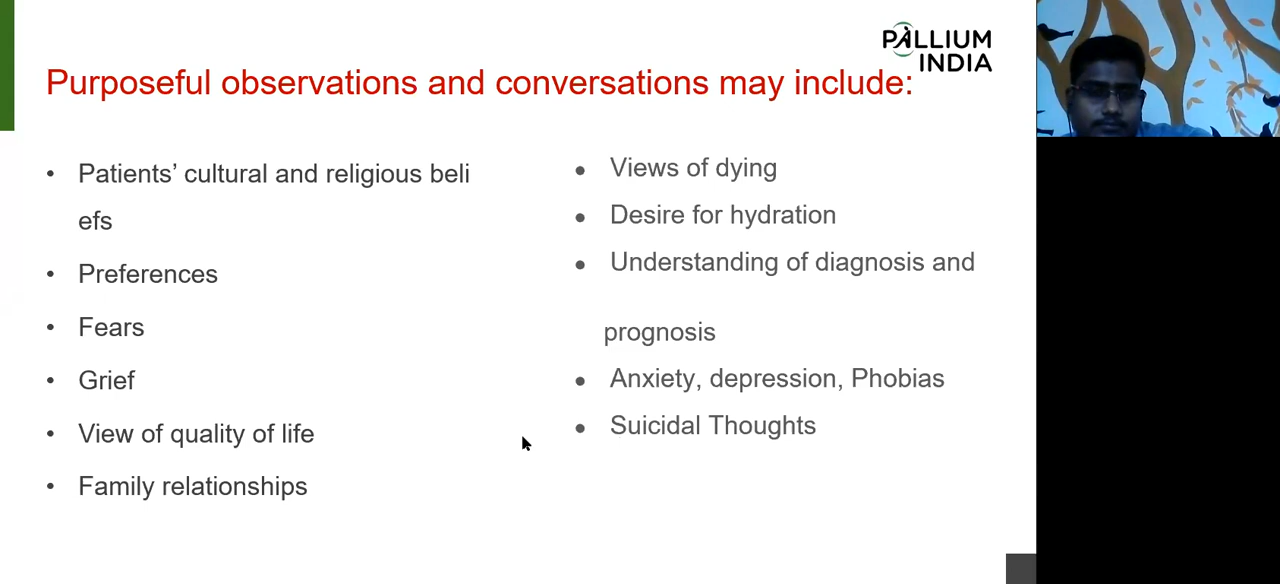 PALLIUM
INDIA
Purposeful observations and conversations may include:
• Patients’ cultural and religious beli
efs
• Preferences
• Fears
• Grief
• View of quality of life
• Family relationships
• Views of dying
• Desire for hydration
• Understanding of diagnosis and
prognosis
• Anxiety, depression, Phobias
• Suicidal Thoughts